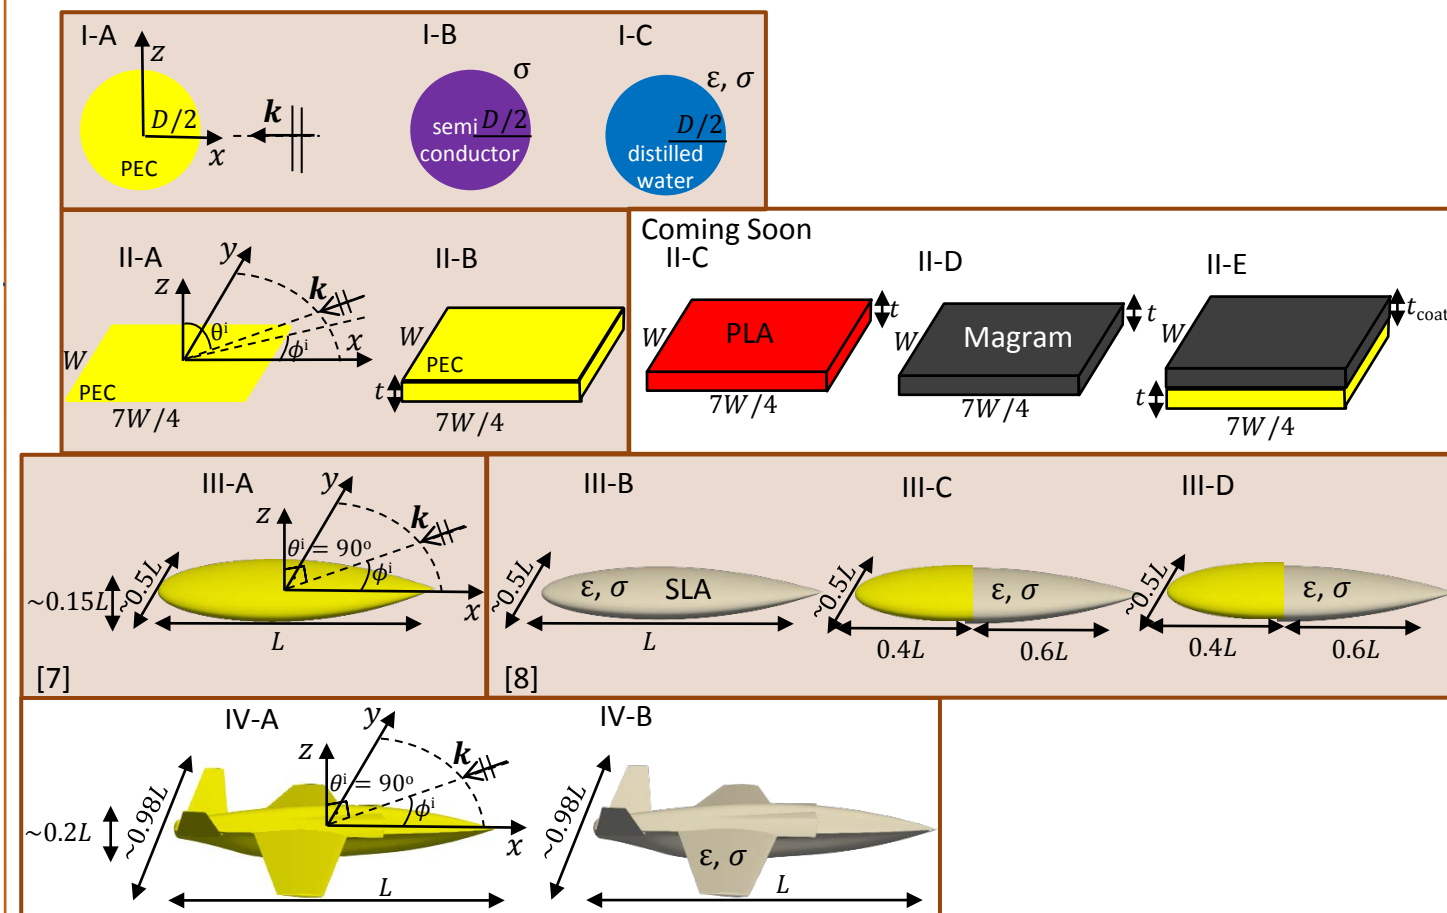 I-A
I-B
I-C
z
D/2
x
PEC
k
σ
semi
D/2
conductor
ε, σ
D/2
distilled
water
Coming Soon
II-A
II-B
II-C
II-D
II-E
y
z
k
θⁱ
ϕⁱ
x
W
PEC
7W/4
W
PEC
t
7W/4
W
PLA
t
7W/4
W
Magram
t
7W/4
W
t_coat
t
7W/4
III-A
III-B
III-C
III-D
y
z
k
θⁱ = 90°
ϕⁱ
x
~0.15L
~0.5L
L
[7]
~0.5L
ε, σ SLA
L
[8]
~0.5L
ε, σ
0.4L
0.6L
~0.5L
ε, σ
0.4L
0.6L
IV-A
IV-B
y
z
k
θⁱ = 90°
ϕⁱ
x
~0.2L
~0.98L
L
~0.98L
ε, σ
L